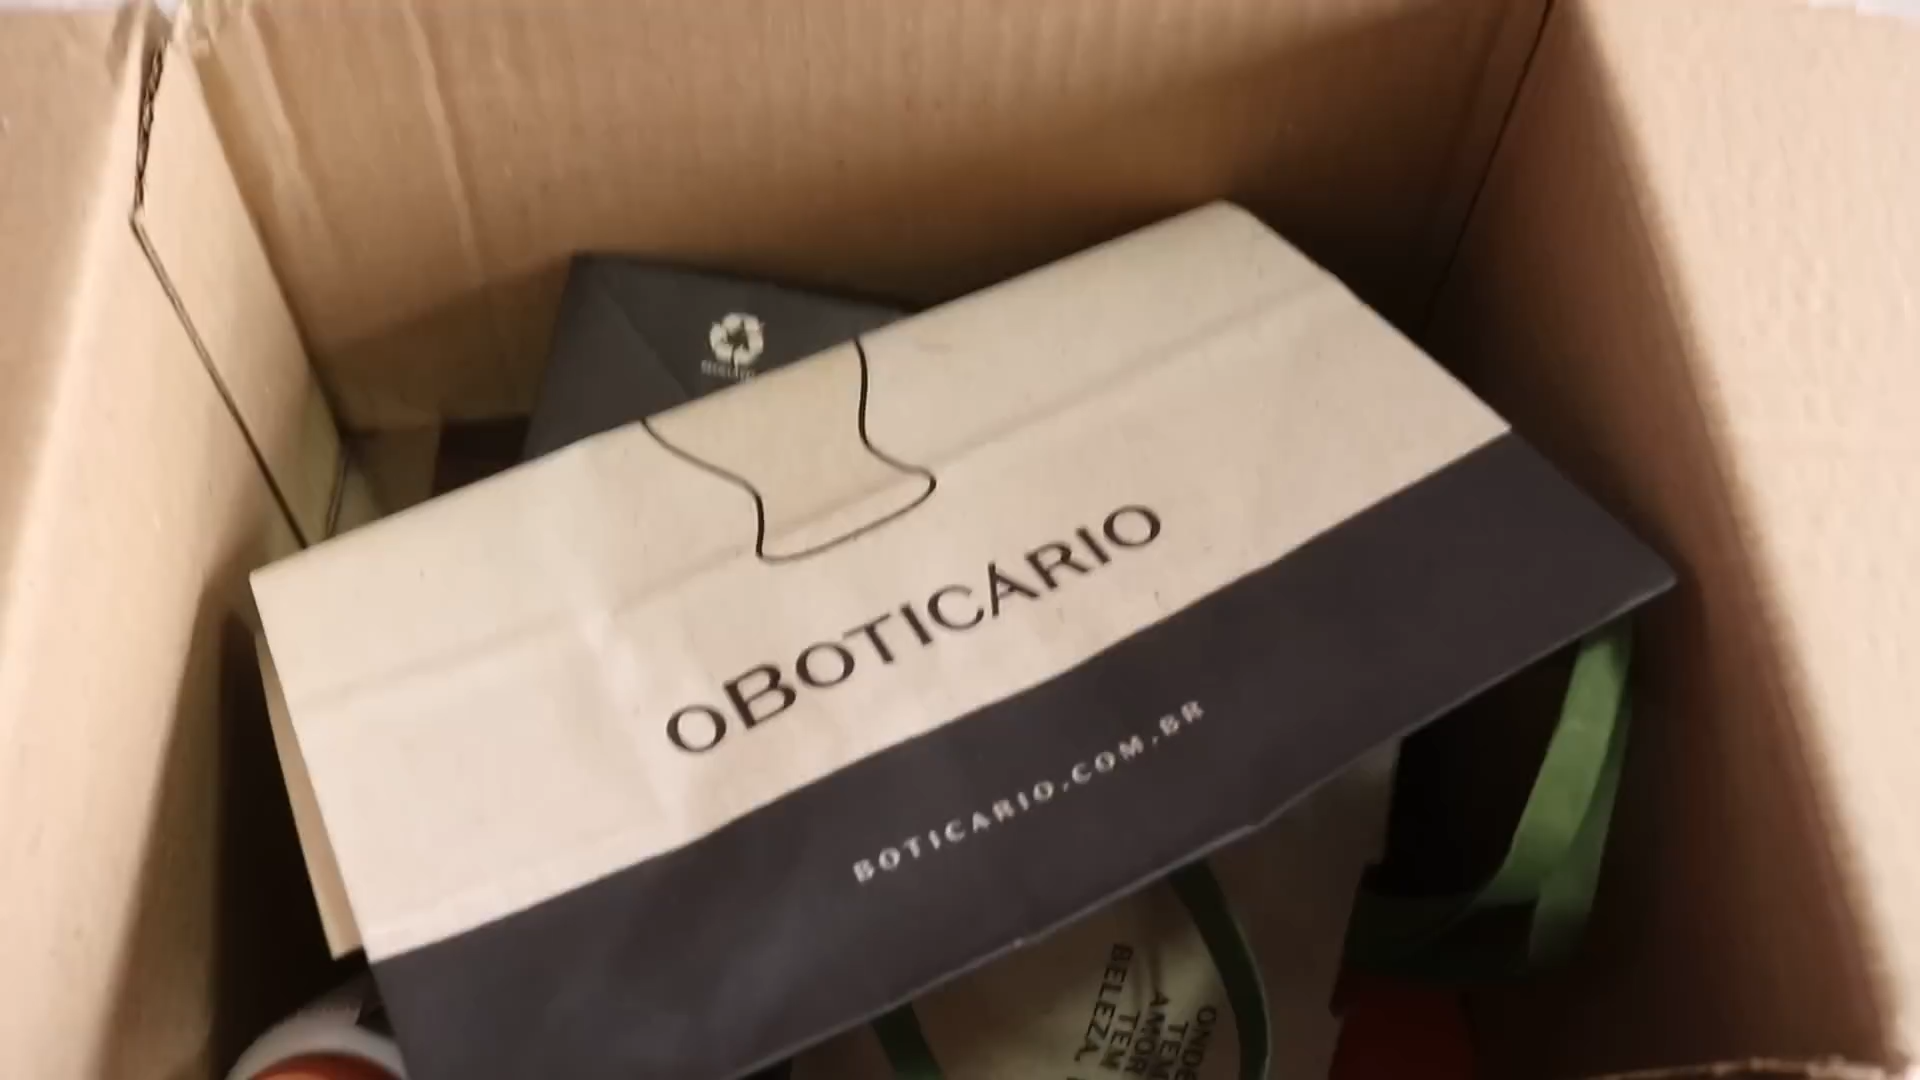 OBOTICÁRIO
BOTICARIO.COM.BR
ONDE
TEM
AMOR
TEM
BELEZA.